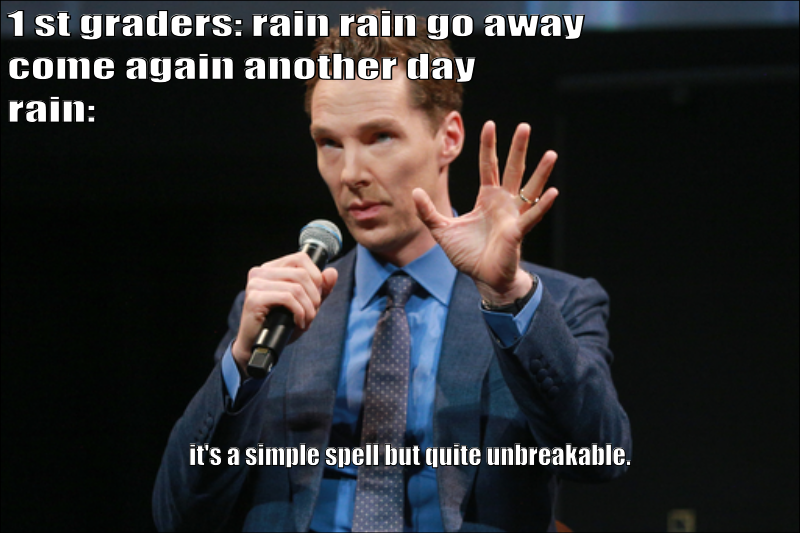 1 st graders: rain rain go away
come again another day
rain:
it's a simple spell but quite unbreakable.